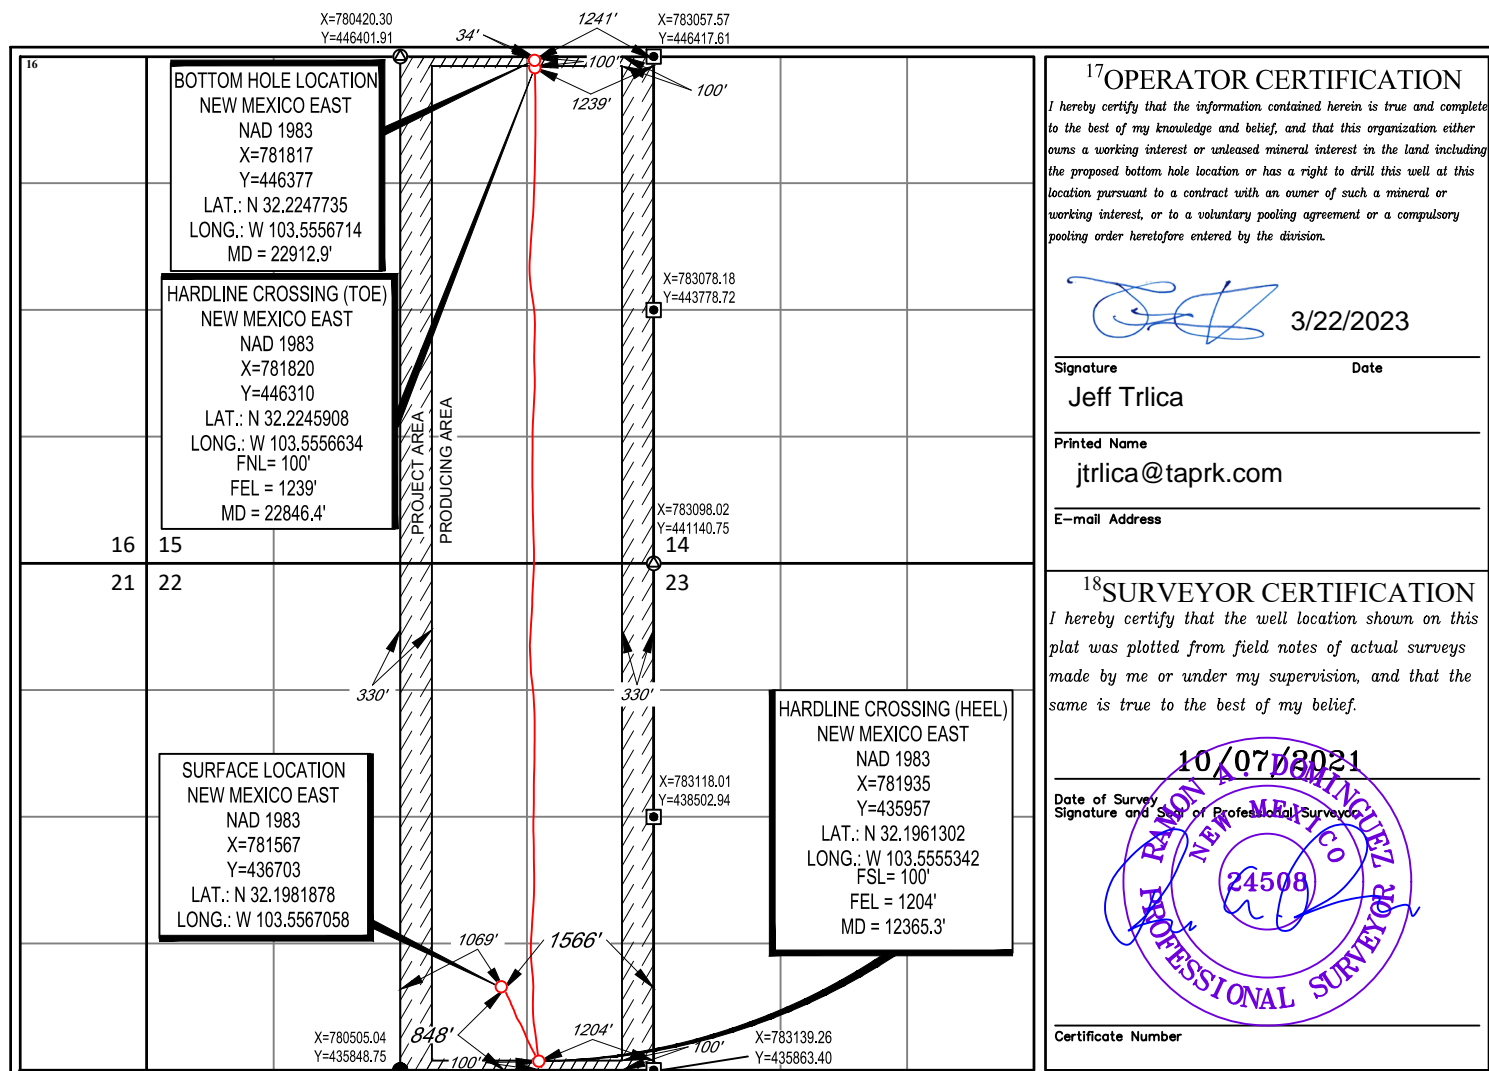 X=780420.30
Y=446401.91
34'
1241'
X=783057.57
Y=446417.61
16
100'
1239'
100'
BOTTOM HOLE LOCATION
NEW MEXICO EAST
NAD 1983
X=781817
Y=446377
LAT.: N 32.2247735
LONG.: W 103.5556714
MD = 22912.9'
HARDLINE CROSSING (TOE)
NEW MEXICO EAST
NAD 1983
X=781820
Y=446310
LAT.: N 32.2245908
LONG.: W 103.5556634
FNL= 100'
FEL = 1239'
MD = 22846.4'
PROJECT AREA
PRODUCING AREA
X=783078.18
Y=443778.72
X=783098.02
Y=441140.75
16 15
14
21 22
23
330'
330'
SURFACE LOCATION
NEW MEXICO EAST
NAD 1983
X=781567
Y=436703
LAT.: N 32.1981878
LONG.: W 103.5567058
HARDLINE CROSSING (HEEL)
NEW MEXICO EAST
NAD 1983
X=781935
Y=435957
LAT.: N 32.1961302
LONG.: W 103.5555342
FSL= 100'
FEL = 1204'
MD = 12365.3'
X=783118.01
Y=438502.94
1069'
1566'
848'
1204'
100'
100'
X=780505.04
Y=435848.75
X=783139.26
Y=435863.40
17OPERATOR CERTIFICATION
I hereby certify that the information contained herein is true and complete
to the best of my knowledge and belief, and that this organization either
owns a working interest or unleased mineral interest in the land including
the proposed bottom hole location or has a right to drill this well at this
location pursuant to a contract with an owner of such a mineral or
working interest, or to a voluntary pooling agreement or a compulsory
pooling order heretofore entered by the division.
3/22/2023
Signature Date
Jeff Trlica
Printed Name
jtrlica@taprk.com
E-mail Address
18SURVEYOR CERTIFICATION
I hereby certify that the well location shown on this
plat was plotted from field notes of actual surveys
made by me or under my supervision, and that the
same is true to the best of my belief.
10/07/2021
Date of Survey
Signature and Seal of Professional Surveyor
RAMON A. DOMINGUEZ
NEW MEXICO
24508
PROFESSIONAL SURVEYOR
Certificate Number